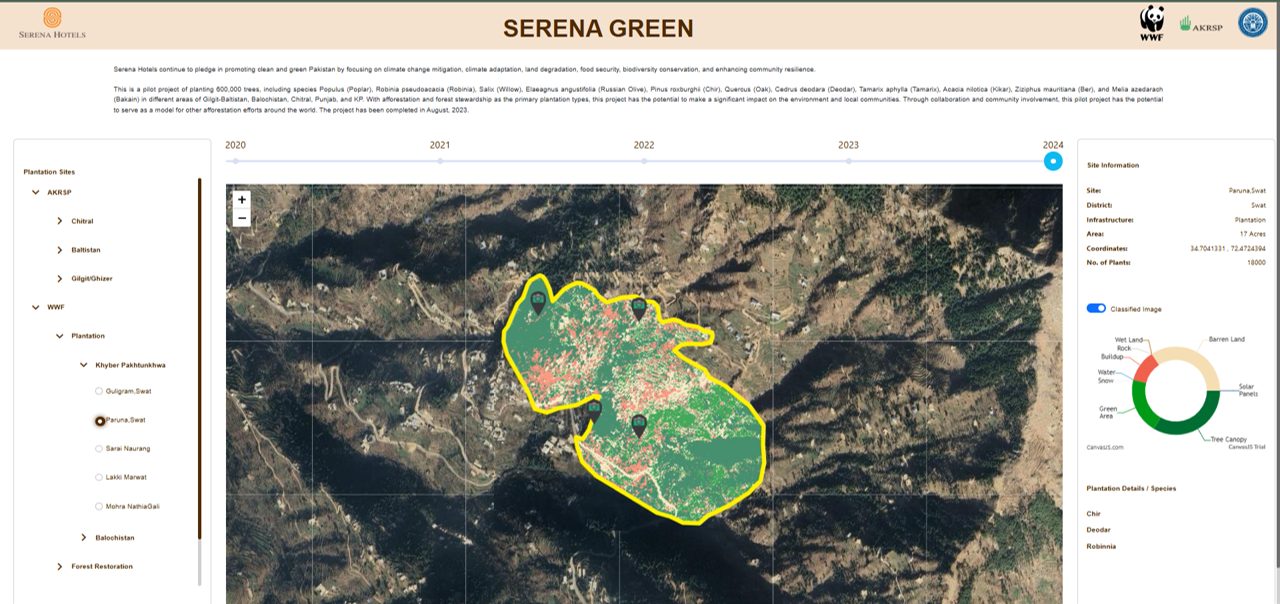 SERENA HOTELS
SERENA GREEN
WWF
AKRSP
Serena Hotels continue to pledge in promoting clean and green Pakistan by focusing on climate change mitigation, climate adaptation, land degradation, food security, biodiversity conservation, and enhancing community resilience.
This is a pilot project of planting 600,000 trees, including species Populus (Poplar), Robinia pseudoacacia (Robinia), Salix (Willow), Elaeagnus angustifolia (Russian Olive), Pinus roxburghii (Chir), Quercus (Oak), Cedrus deodara (Deodar), Tamarix aphylla (Tamarix), Acacia nilotica (Kikar), Ziziphus mauritiana (Ber), and Melia azedarach
(Bakain) in different areas of Gilgit-Baltistan, Balochistan, Chitral, Punjab, and KP. With afforestation and forest stewardship as the primary plantation types, this project has the potential to make a significant impact on the environment and local communities. Through collaboration and community involvement, this pilot project has the potential
to serve as a model for other afforestation efforts around the world. The project has been completed in August, 2023.
Plantation Sites
AKRSP
Chitral
Baltistan
Gilgit/Ghizer
WWF
Plantation
Khyber Pakhtunkhwa
Guligram,Swat
Paruna,Swat
Sarai Naurang
Lakki Marwat
Mohra NathiaGali
Balochistan
Forest Restoration
2020 2021 2022 2023 2024
+
−
Site Information
Site: Paruna,Swat
District: Swat
Infrastructure: Plantation
Area: 17 Acres
Coordinates: 34.7041331 , 72.4724394
No. of Plants: 18000
Classified Image
Wet Land
Rock
Buildup
Water
Snow
Green
Area
Barren Land
Solar
Panels
Tree Canopy
CanvasJS.com
CanvasJS Trial
Plantation Details / Species
Chir
Deodar
Robinnia